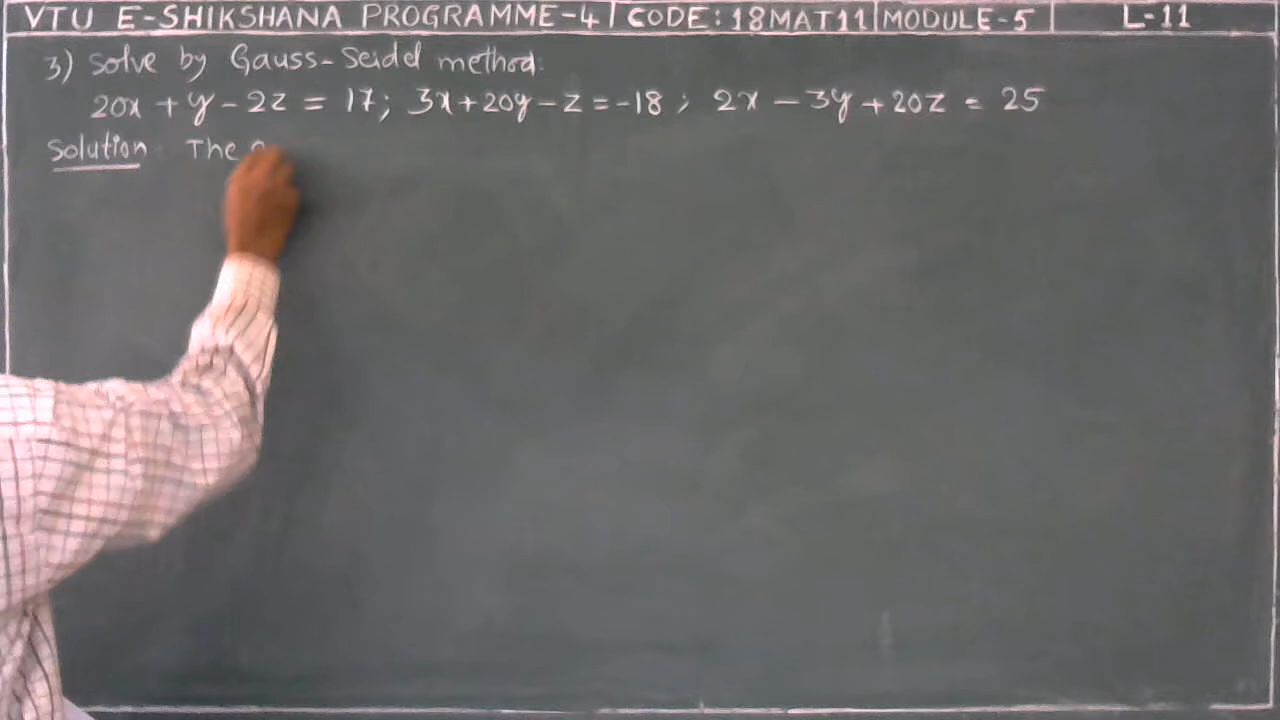 VTU E-SHIKSHANA PROGRAMME-4 | CODE: 18MAT11 | MODULE-5 | L-11
3) Solve by Gauss-Seidel method:
20x + y - 2z = 17; 3x + 20y - z = -18; 2x - 3y + 20z = 25
Solution: The